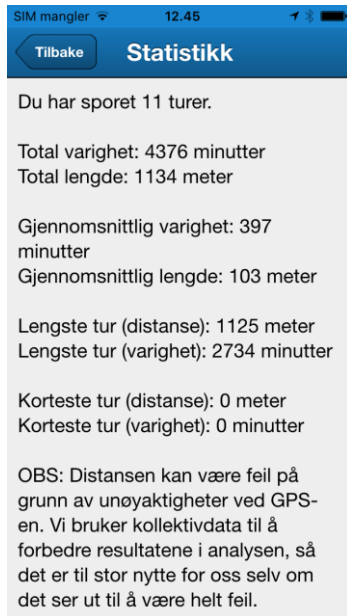 SIM mangler 12.45
Tilbake Statistikk
Du har sporet 11 turer.
Total varighet: 4376 minutter
Total lengde: 1134 meter
Gjennomsnittlig varighet: 397
minutter
Gjennomsnittlig lengde: 103 meter
Lengste tur (distanse): 1125 meter
Lengste tur (varighet): 2734 minutter
Korteste tur (distanse): 0 meter
Korteste tur (varighet): 0 minutter
OBS: Distansen kan være feil på
grunn av unøyaktigheter ved GPS-
en. Vi bruker kollektivdata til å
forbedre resultatene i analysen, så
det er til stor nytte for oss selv om
det ser ut til å være helt feil.